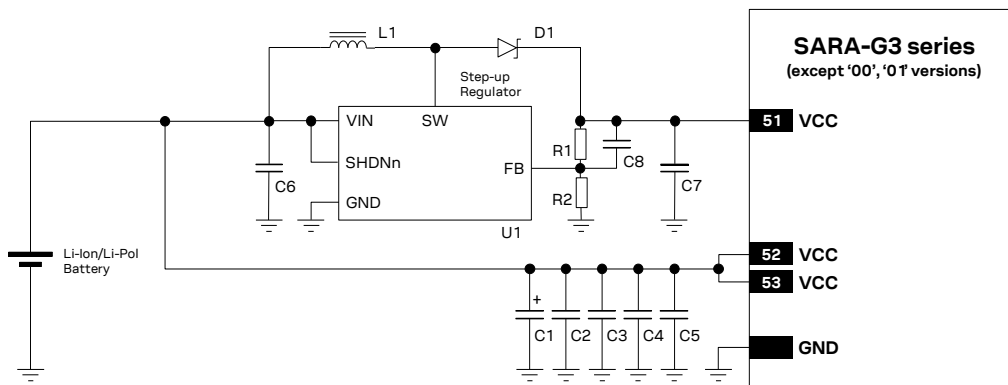 SARA-G3 series
(except ‘00’, ‘01’ versions)
L1
D1
Step-up
Regulator
VIN
SW
51 VCC
R1
C8
SHDNn
FB
C6
C7
R2
GND
U1
Li-Ion/Li-Pol
Battery
52 VCC
53 VCC
+
C1
C2
C3
C4
C5
GND